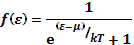 f(ε) = 1 / (e^((ε−μ)/kT) + 1)